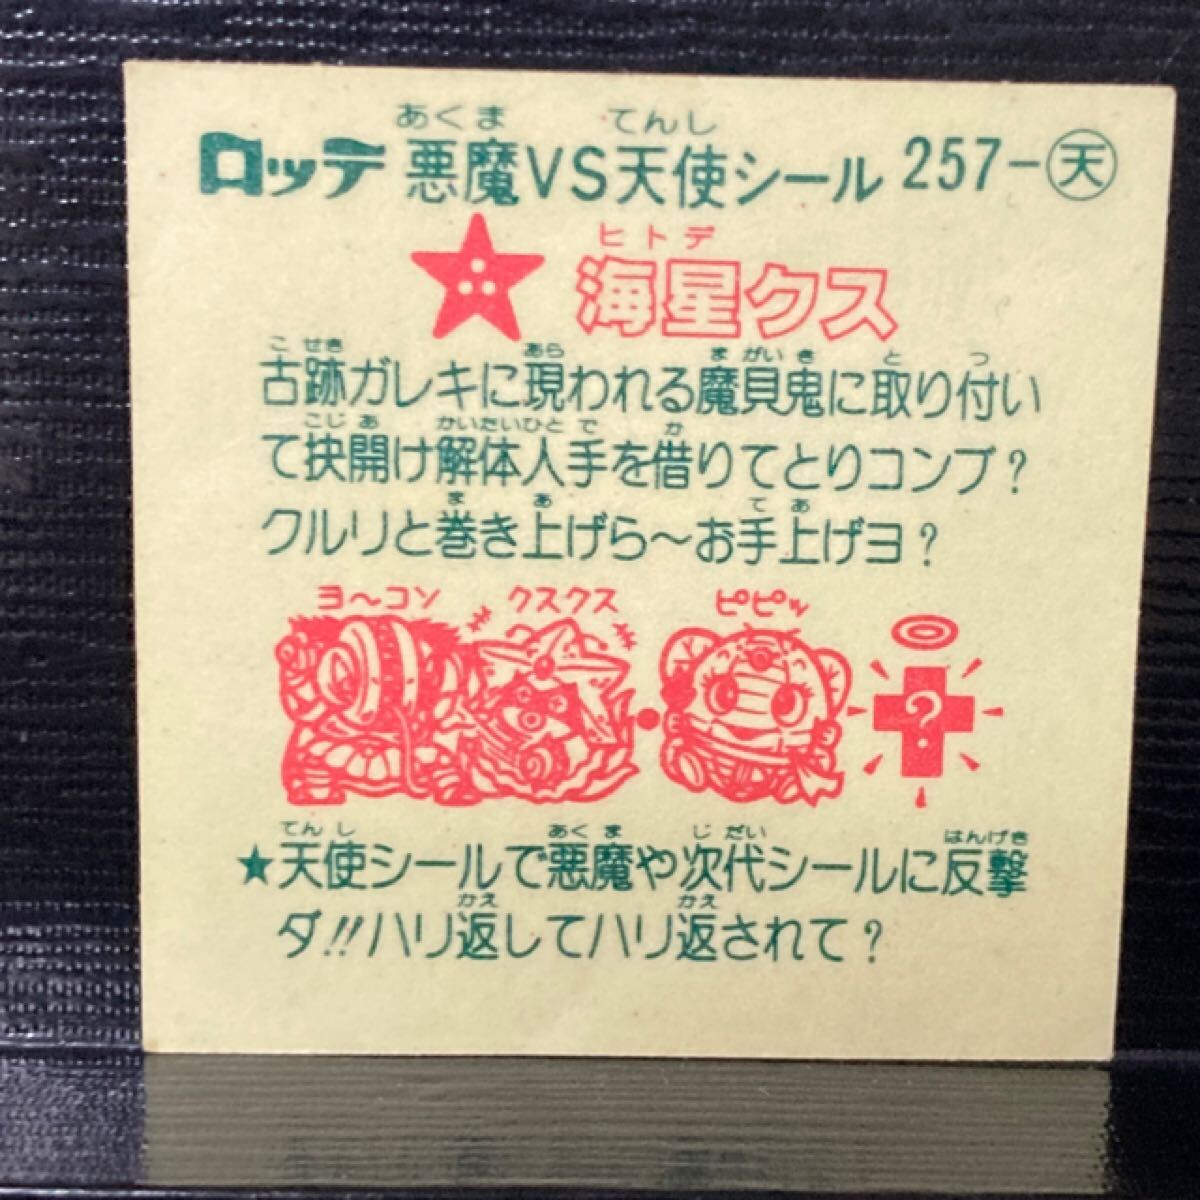 あくま てんし
ロッテ 悪魔VS天使シール 257-天
ヒトデ
海星クス
こせき あら まがいき とつ
古跡ガレキに現われる魔貝鬼に取り付い
こじあ かいたいひとで か
て抉開け解体人手を借りてとりコンブ?
まあ てあ
クルリと巻き上げら〜お手上げヨ?
ヨ〜コン クスクス ピピッ
?
てんし あくま じだい はんげき
★天使シールで悪魔や次代シールに反撃
かえ かえ
ダ!!ハリ返してハリ返されて?